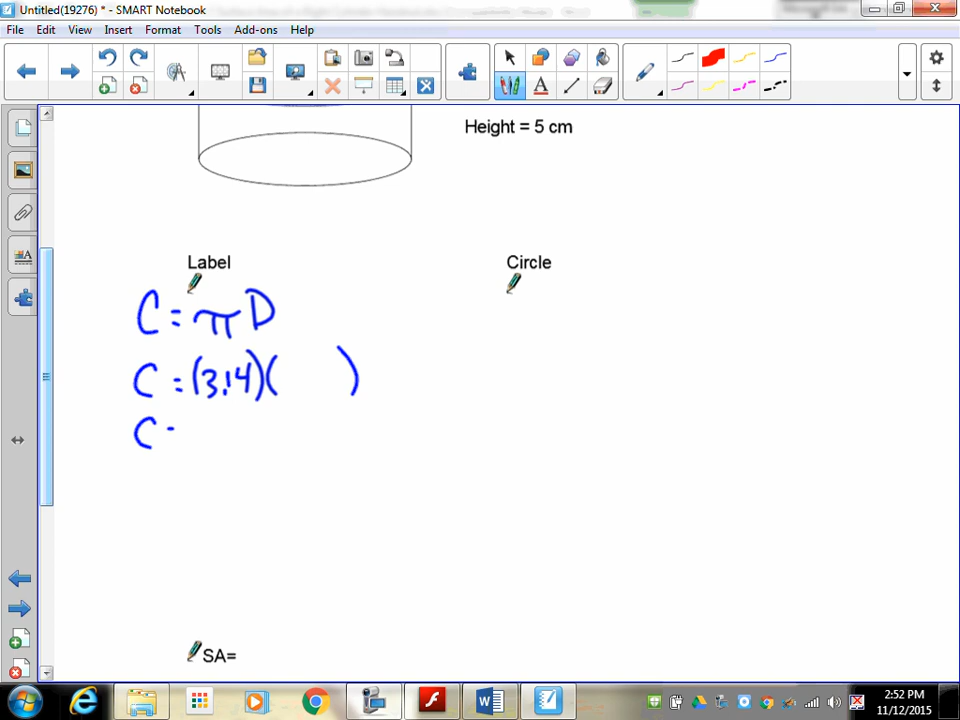 Untitled(19276) * - SMART Notebook
File Edit View Insert Format Tools Add-ons Help
Height = 5 cm
Label
Circle
C = π D
C = (3.14)( )
C -
SA=
2:52 PM
11/12/2015